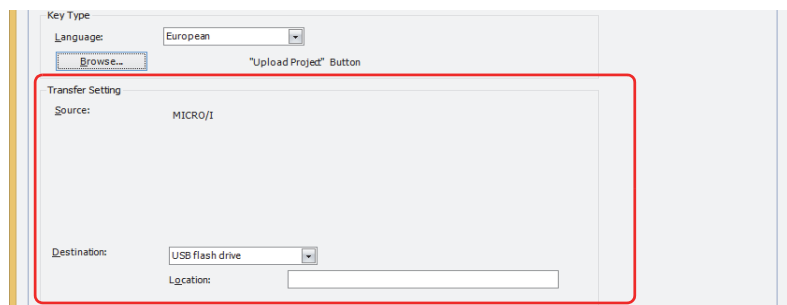 Key Type
Language: European
Browse... "Upload Project" Button
Transfer Setting
Source: MICRO/I
Destination: USB flash drive
Location: